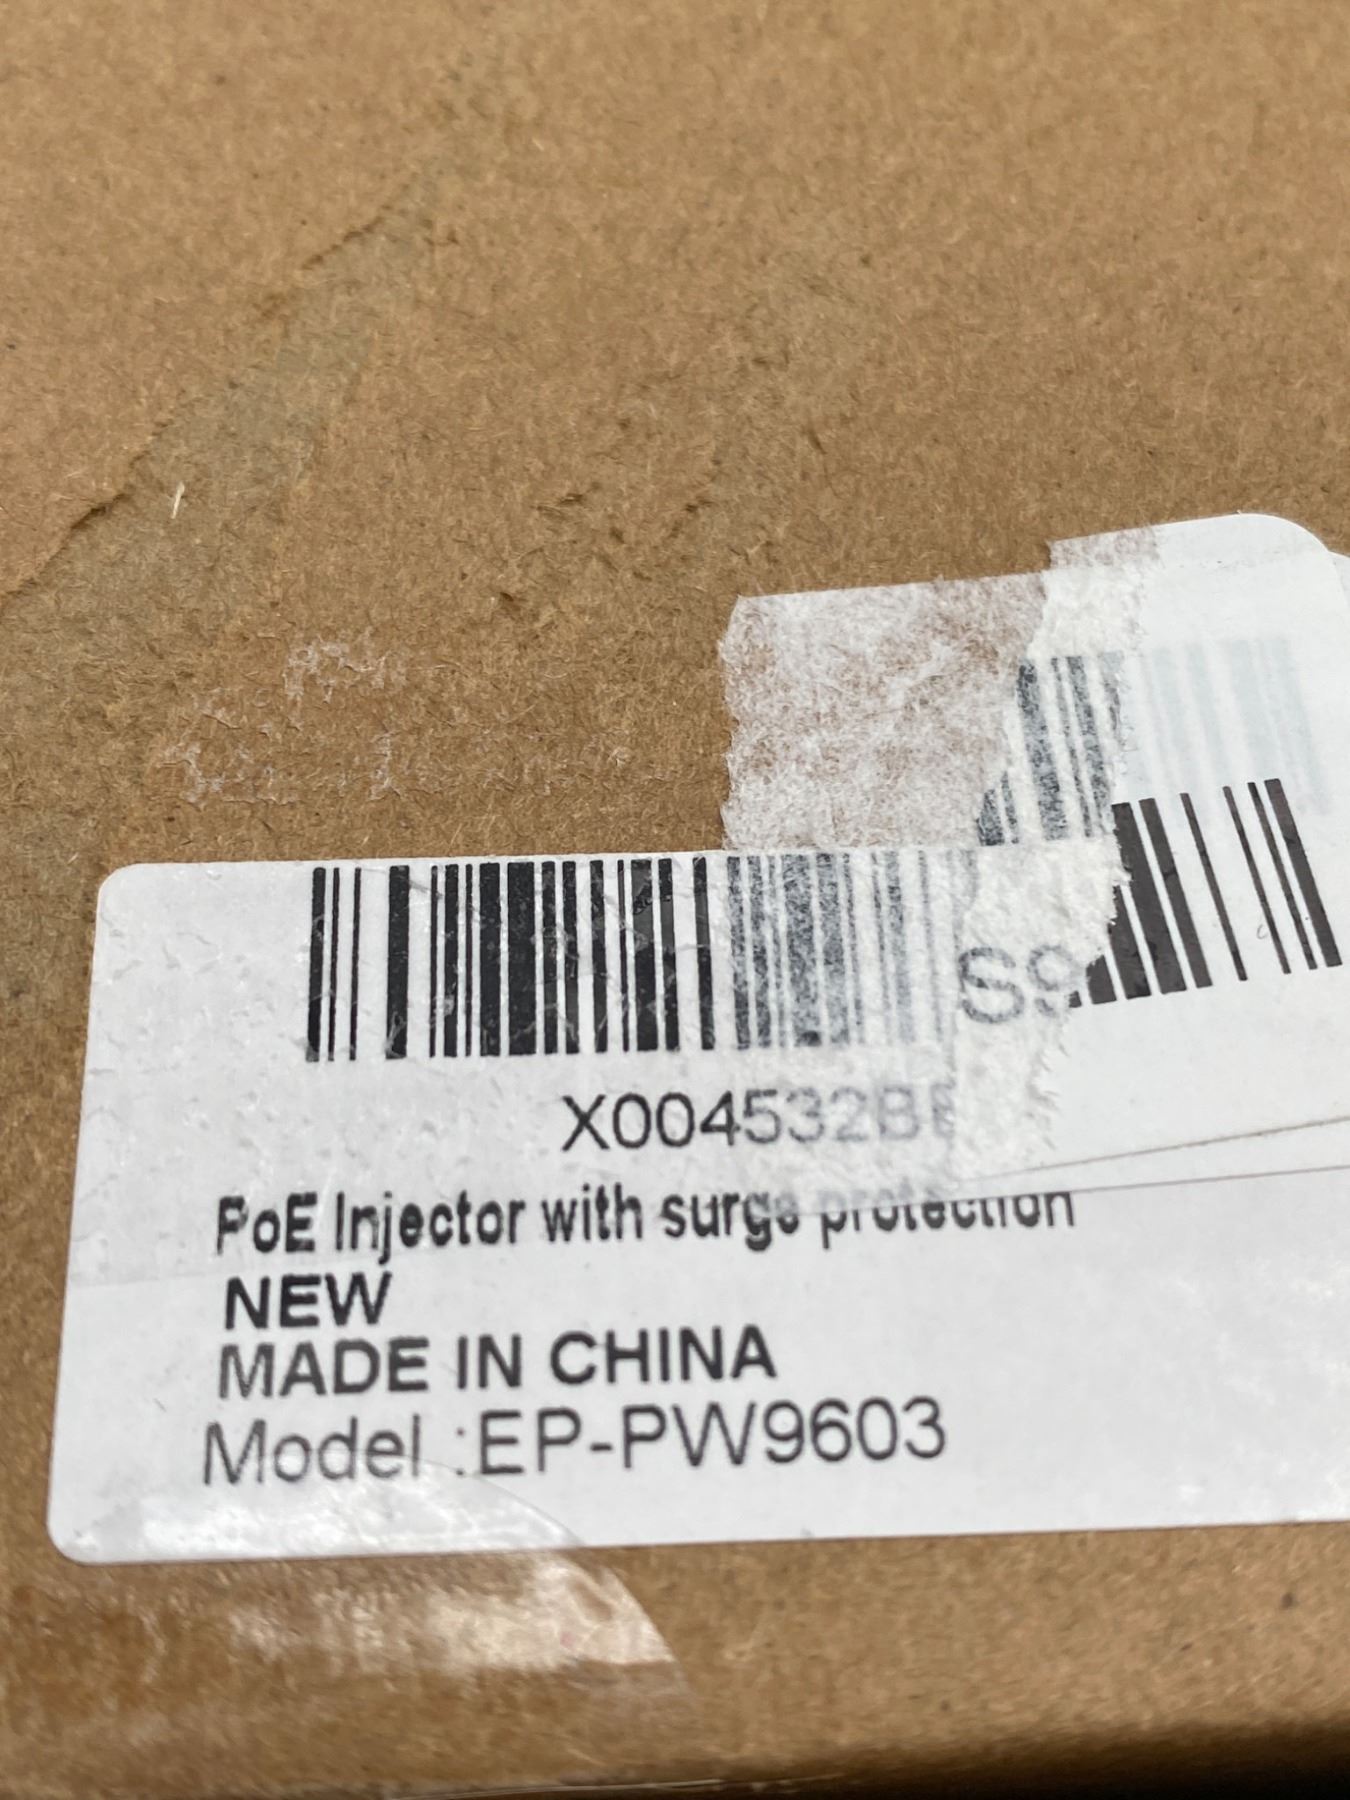 S9
X004532B
PoE Injector with surge protection
NEW
MADE IN CHINA
Model :EP-PW9603